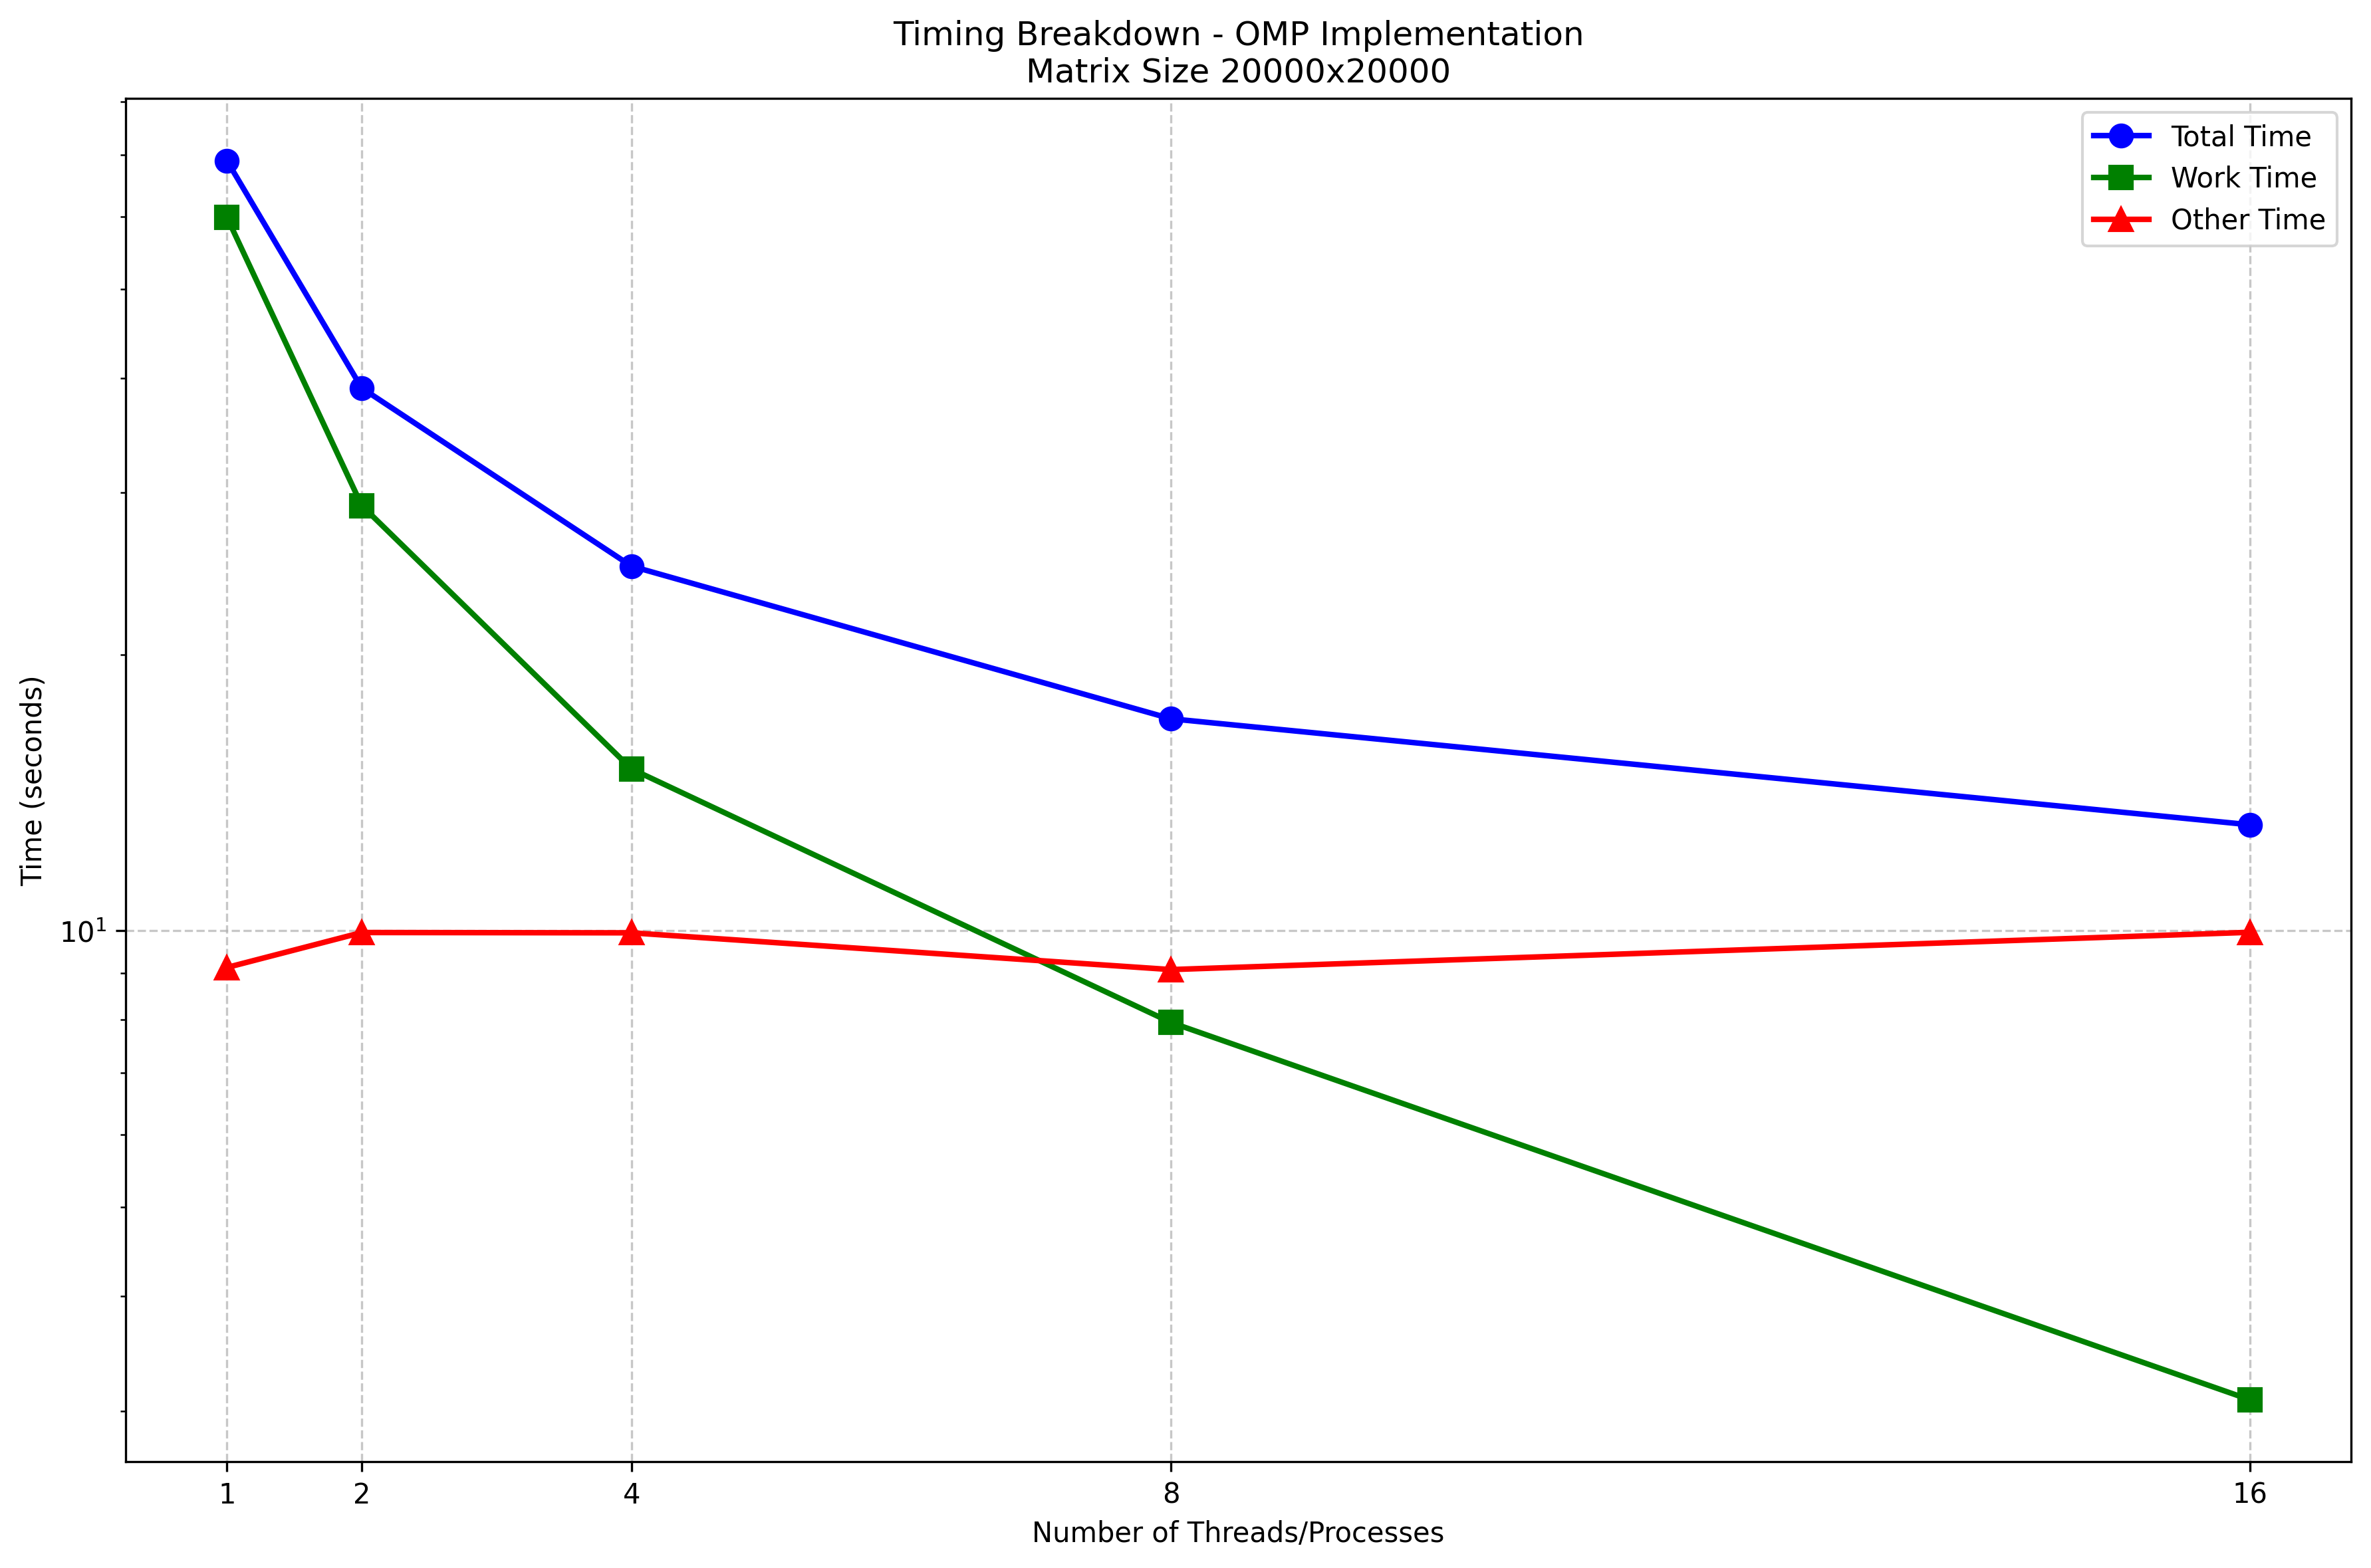 Timing Breakdown - OMP Implementation
Matrix Size 20000x20000
Total Time
Work Time
Other Time
Time (seconds)
10¹
1 2 4 8 16
Number of Threads/Processes